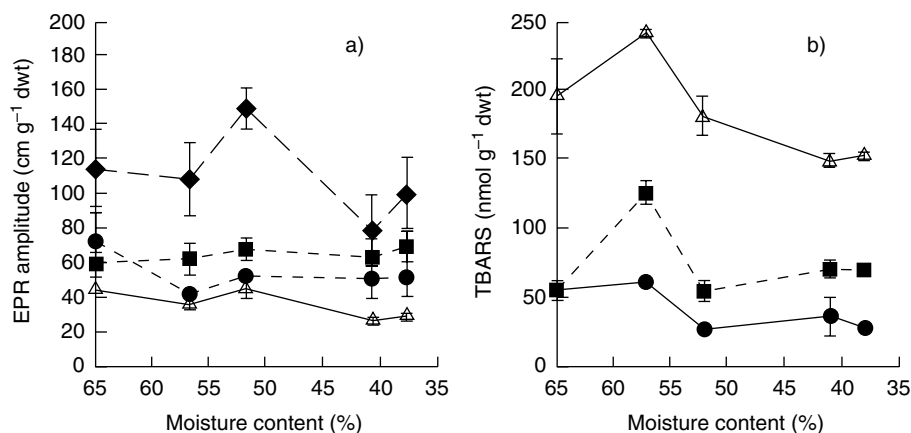 a)
EPR amplitude (cm g⁻¹ dwt)
200
180
160
140
120
100
80
60
40
20
0
65 60 55 50 45 40 35
Moisture content (%)
b)
TBARS (nmol g⁻¹ dwt)
250
200
150
100
50
0
65 60 55 50 45 40 35
Moisture content (%)